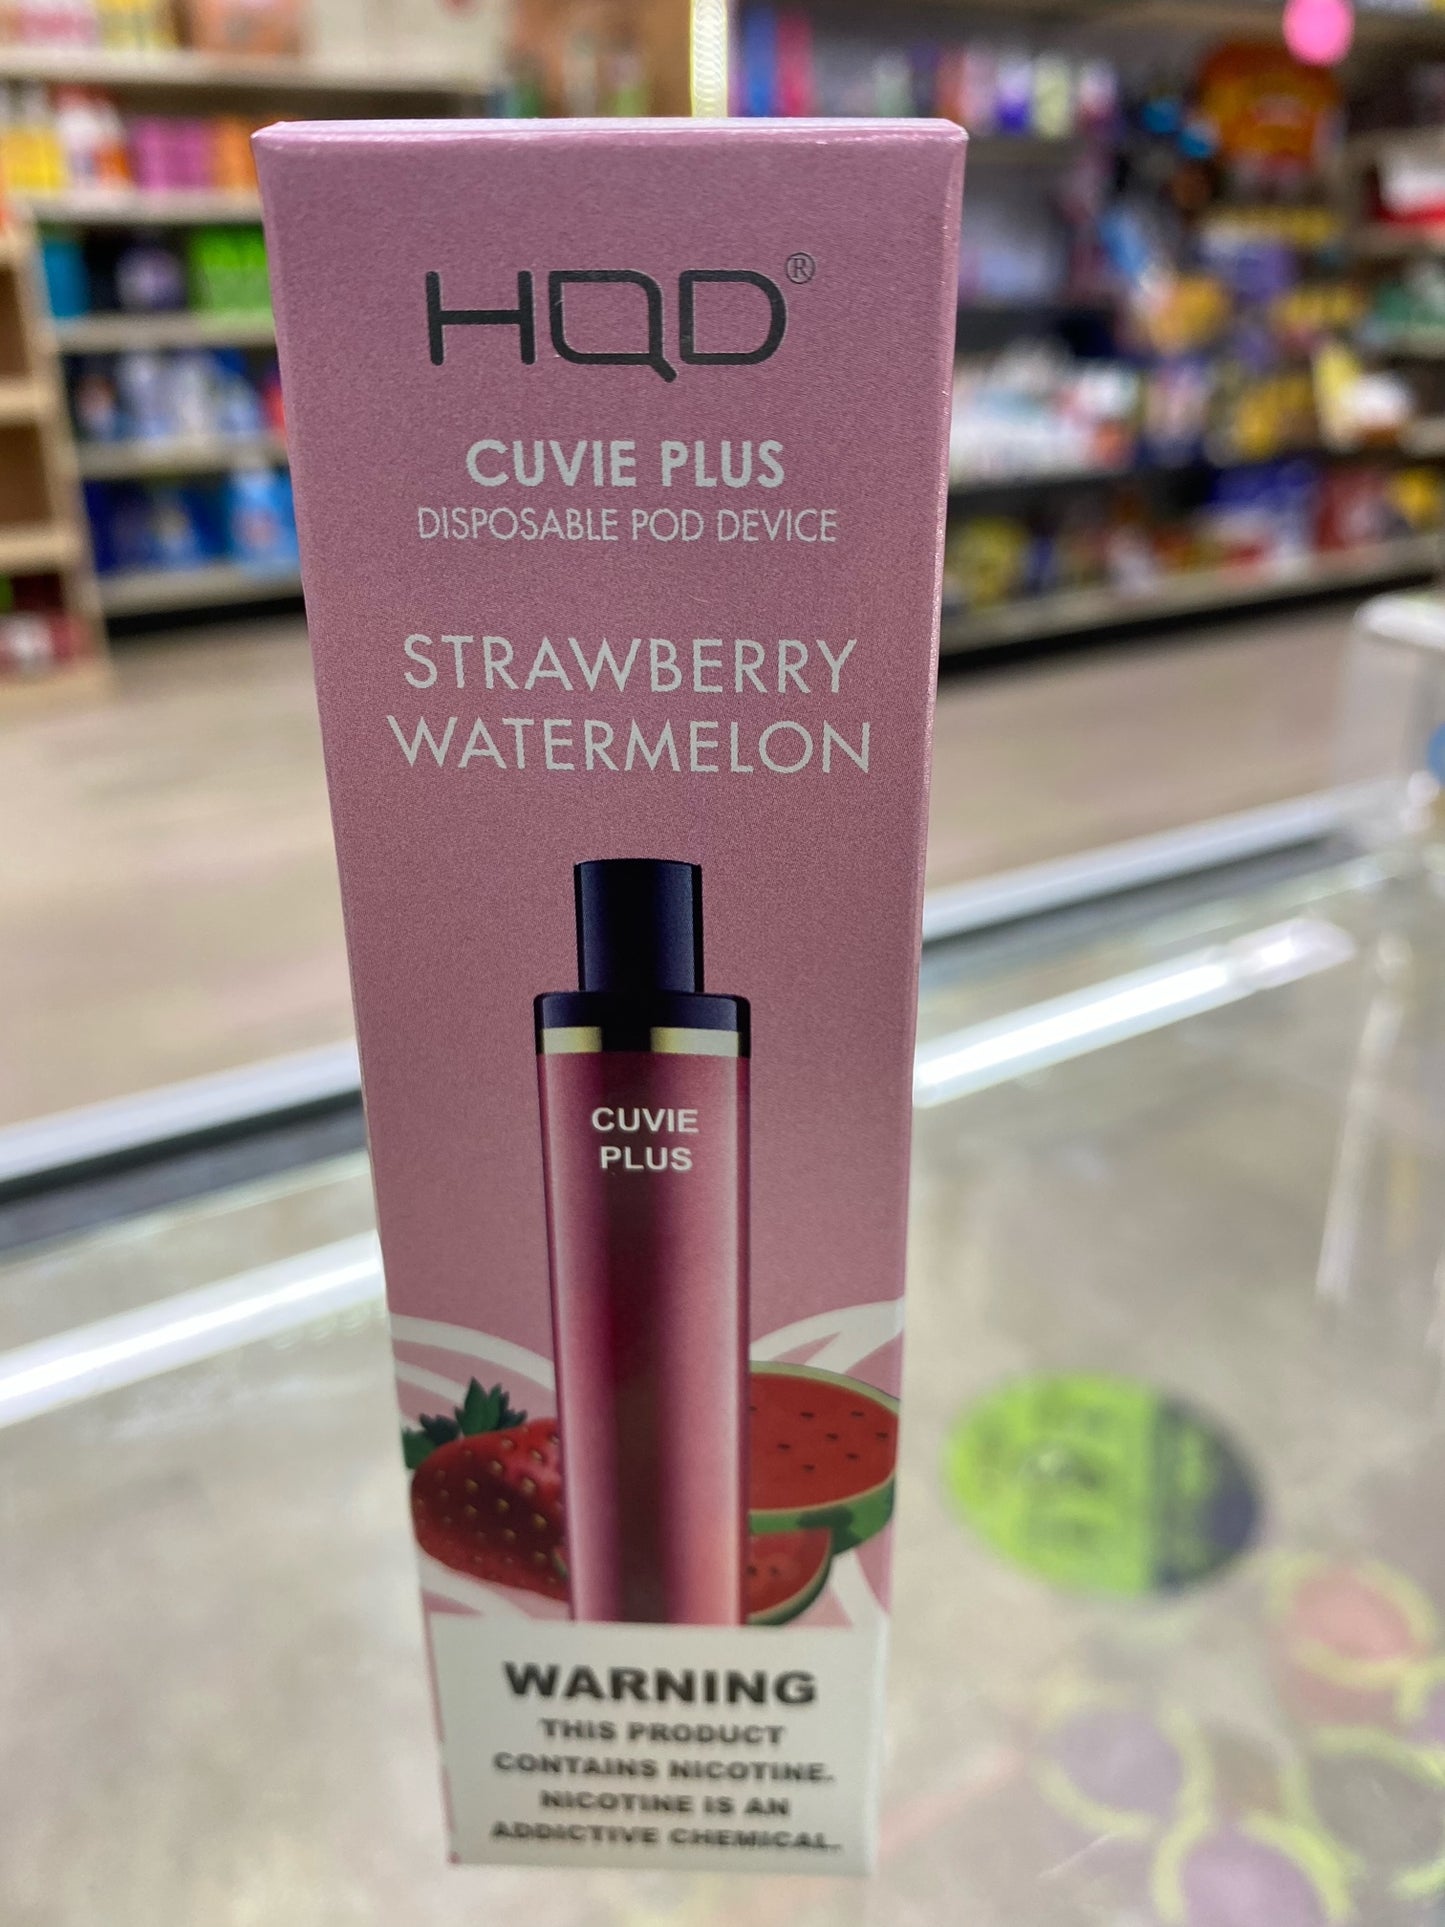 HQD®
CUVIE PLUS
DISPOSABLE POD DEVICE
STRAWBERRY
WATERMELON
CUVIE
PLUS
WARNING
THIS PRODUCT
CONTAINS NICOTINE.
NICOTINE IS AN
ADDICTIVE CHEMICAL.